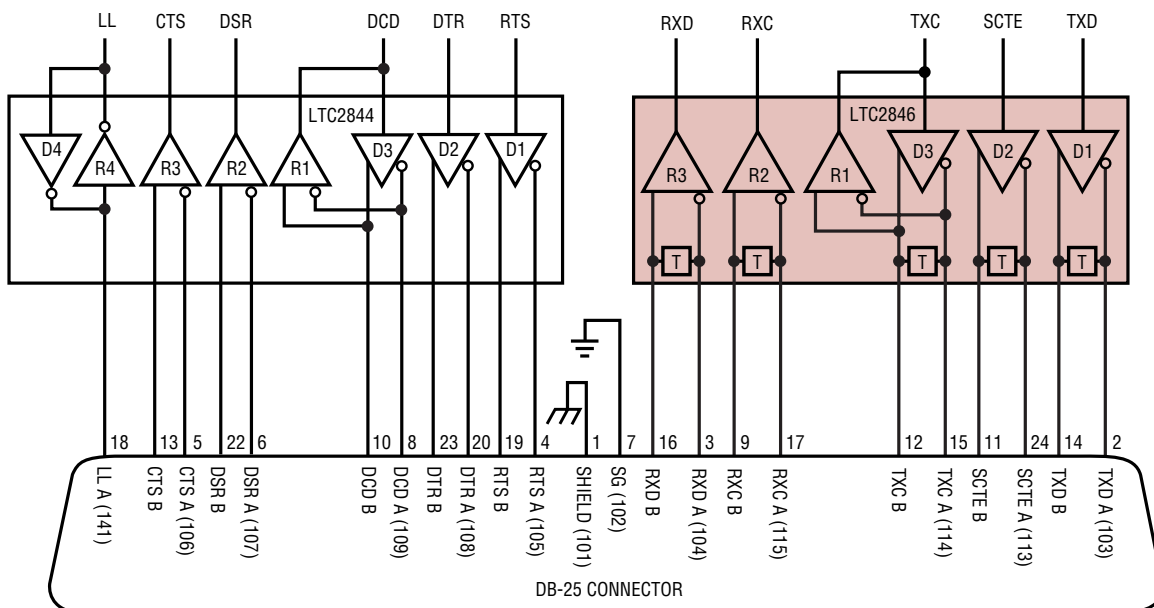 LL CTS DSR DCD DTR RTS RXD RXC TXC SCTE TXD
LTC2844 LTC2846
D4 R4 R3 R2 R1 D3 D2 D1 R3 R2 R1 D3 D2 D1
T T T T T
18 13 5 22 6 10 8 23 20 19 4 1 7 16 3 9 17 12 15 11 24 14 2
LL A (141)
CTS B
CTS A (106)
DSR B
DSR A (107)
DCD B
DCD A (109)
DTR B
DTR A (108)
RTS B
RTS A (105)
SHIELD (101)
SG (102)
RXD B
RXD A (104)
RXC B
RXC A (115)
TXC B
TXC A (114)
SCTE B
SCTE A (113)
TXD B
TXD A (103)
DB-25 CONNECTOR